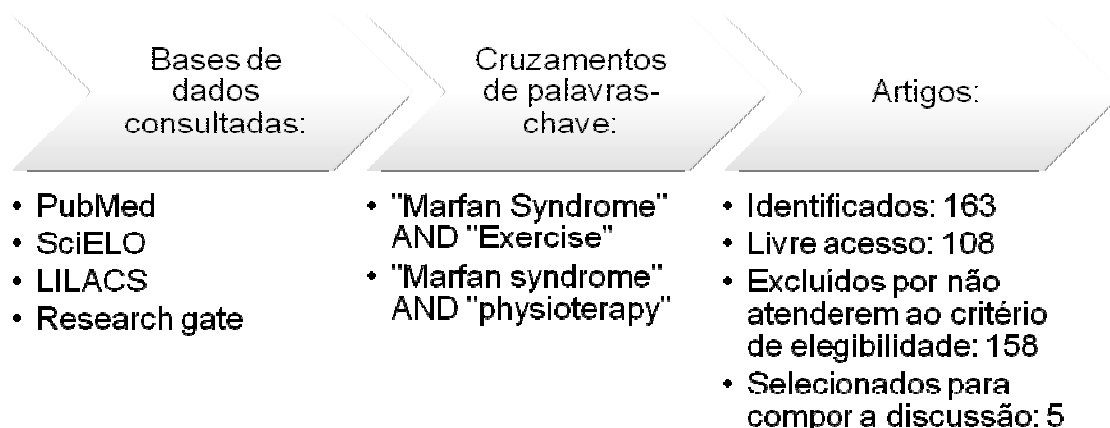 Bases de
dados
consultadas:
• PubMed
• SciELO
• LILACS
• Research gate
Cruzamentos
de palavras-
chave:
• "Marfan Syndrome"
AND "Exercise"
• "Marfan syndrome"
AND "physioterapy"
Artigos:
• Identificados: 163
• Livre acesso: 108
• Excluídos por não
atenderem ao critério
de elegibilidade: 158
• Selecionados para
compor a discussão: 5